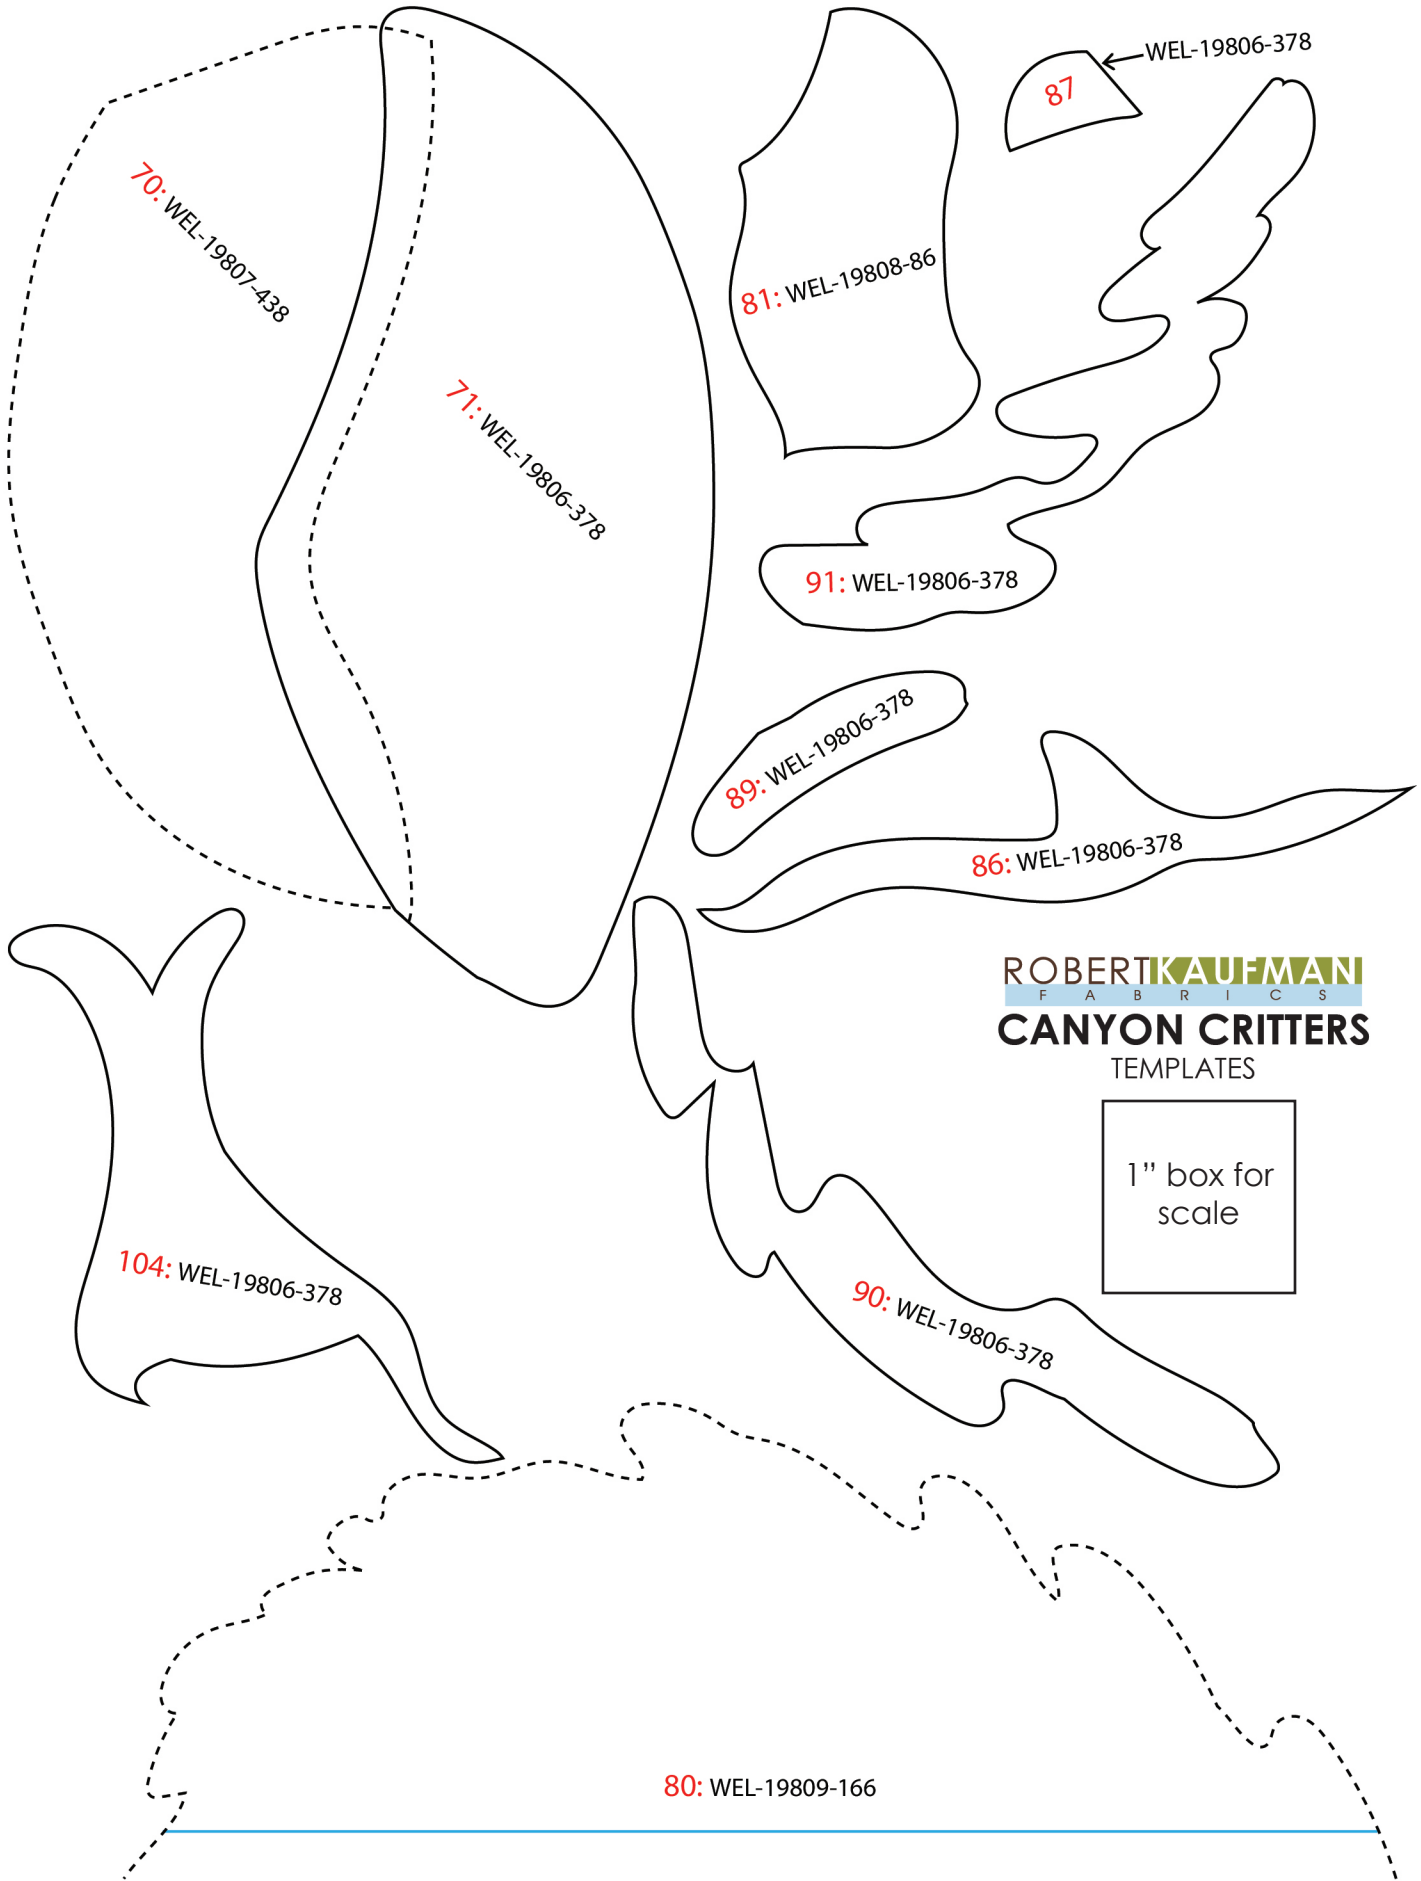 WEL-19806-378
87
70: WEL-19807-438
81: WEL-19808-86
71: WEL-19806-378
91: WEL-19806-378
89: WEL-19806-378
86: WEL-19806-378
ROBERTKAUFMAN
FABRICS
CANYON CRITTERS
TEMPLATES
1” box for
scale
104: WEL-19806-378
90: WEL-19806-378
80: WEL-19809-166